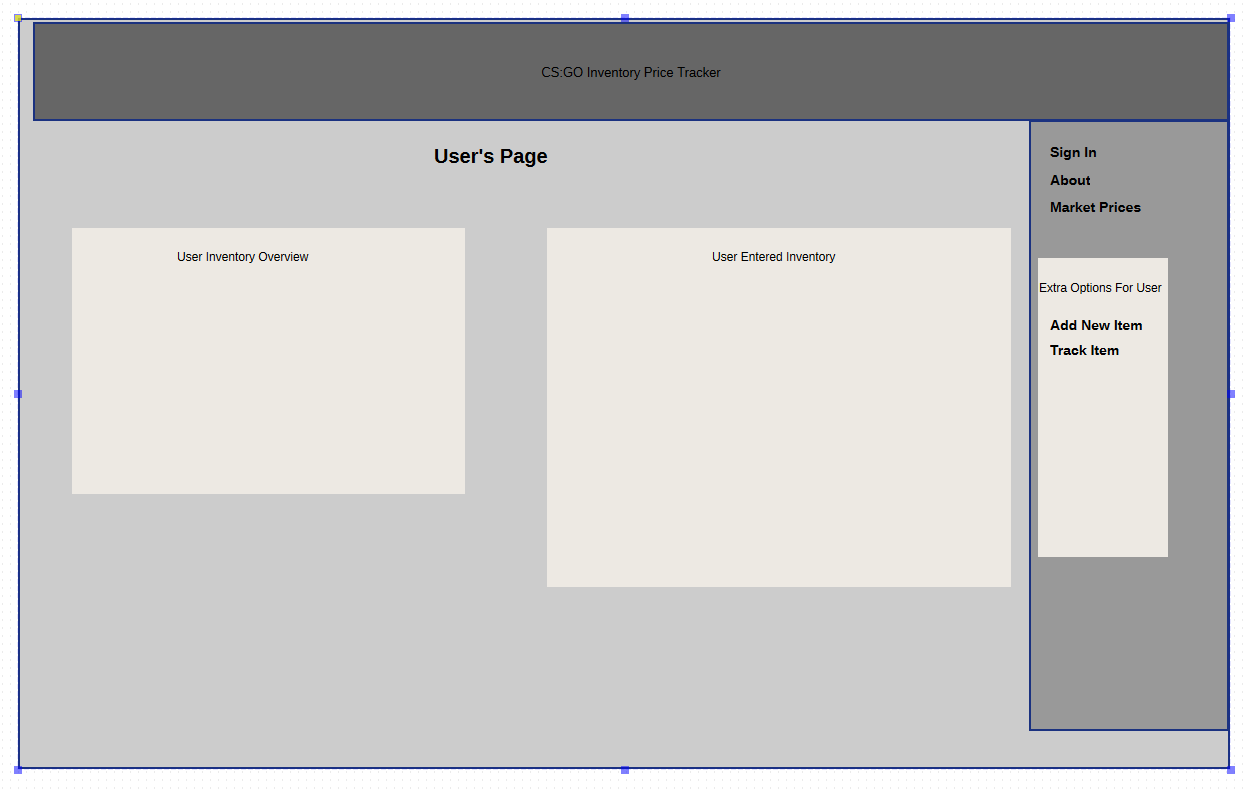 CS:GO Inventory Price Tracker
User's Page
User Inventory Overview
User Entered Inventory
Sign In
About
Market Prices
Extra Options For User
Add New Item
Track Item